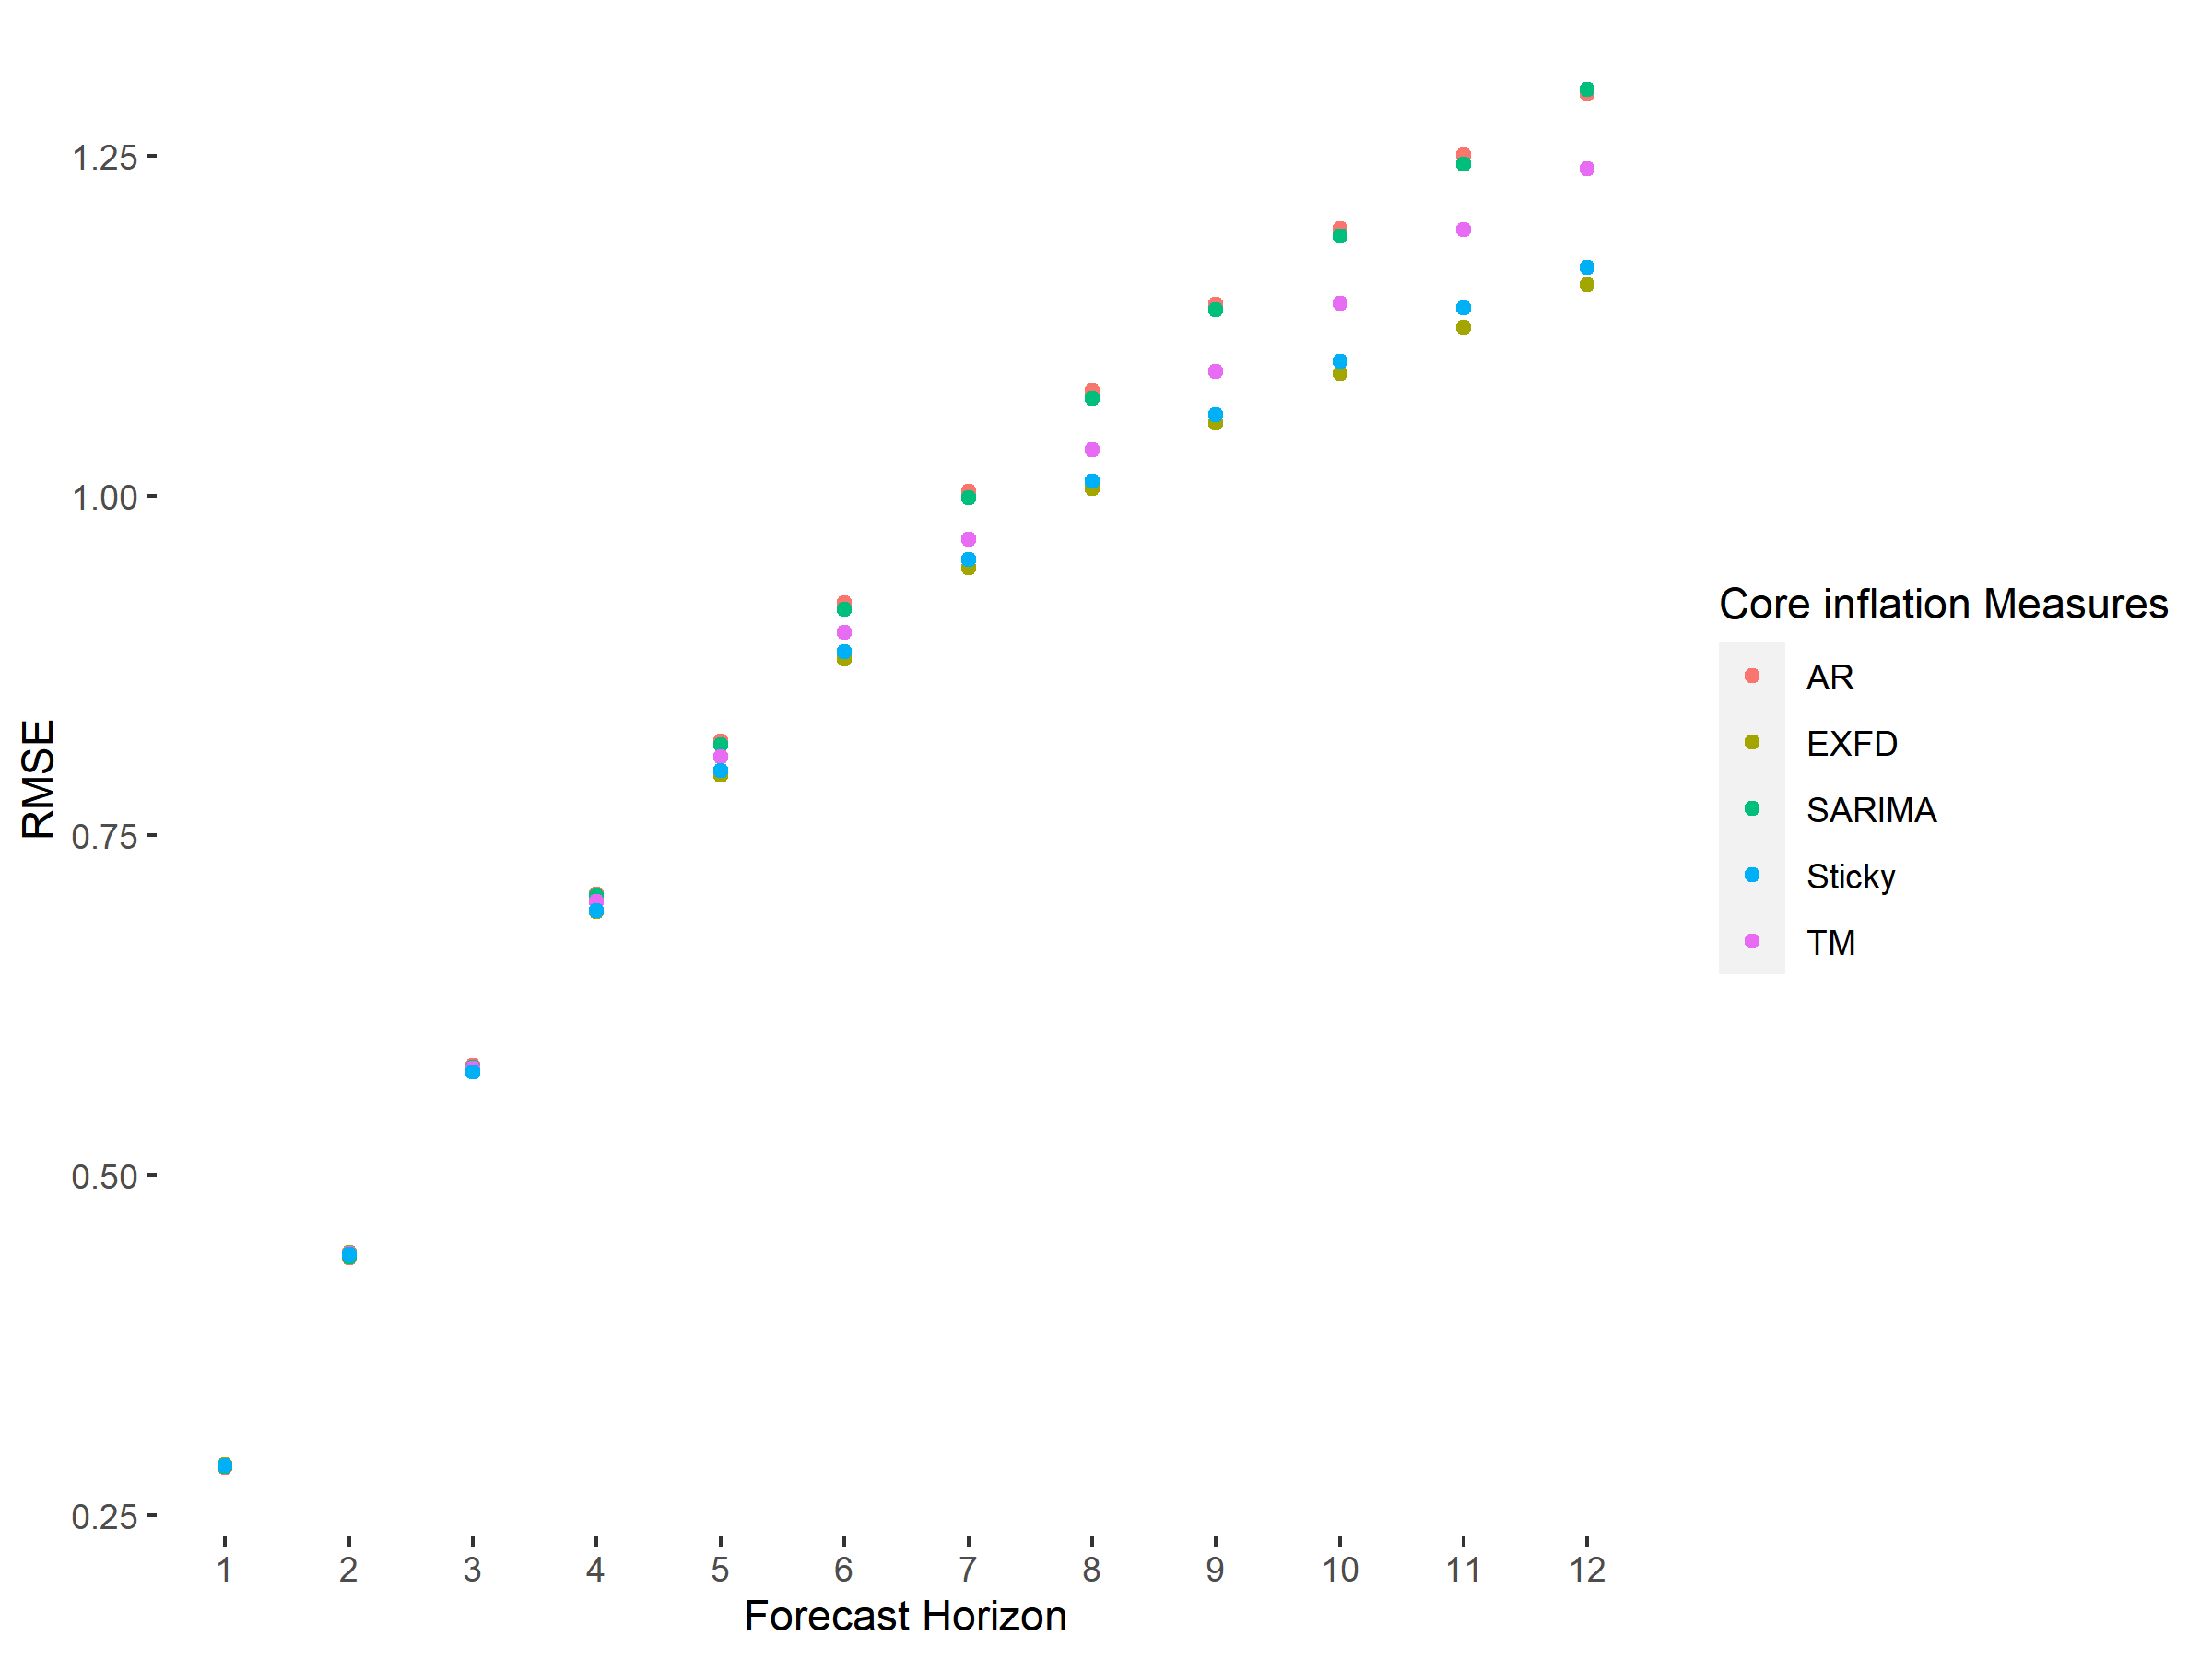 RMSE
1.25
1.00
0.75
0.50
0.25
1 2 3 4 5 6 7 8 9 10 11 12
Forecast Horizon
Core inflation Measures
AR
EXFD
SARIMA
Sticky
TM